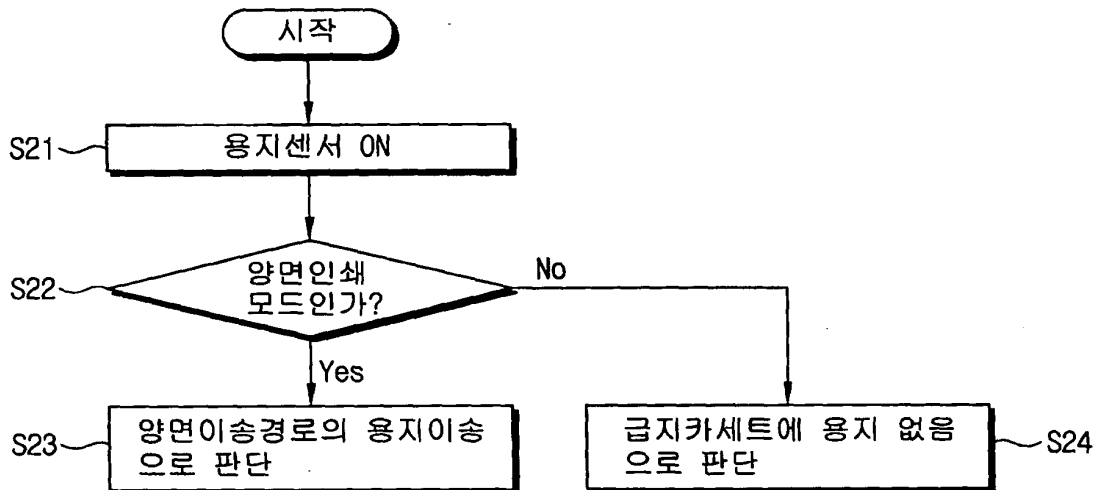 시작
S21
용지센서 ON
S22
양면인쇄
모드인가?
No
Yes
S23
양면이송경로의 용지이송
으로 판단
급지카세트에 용지 없음
으로 판단
S24